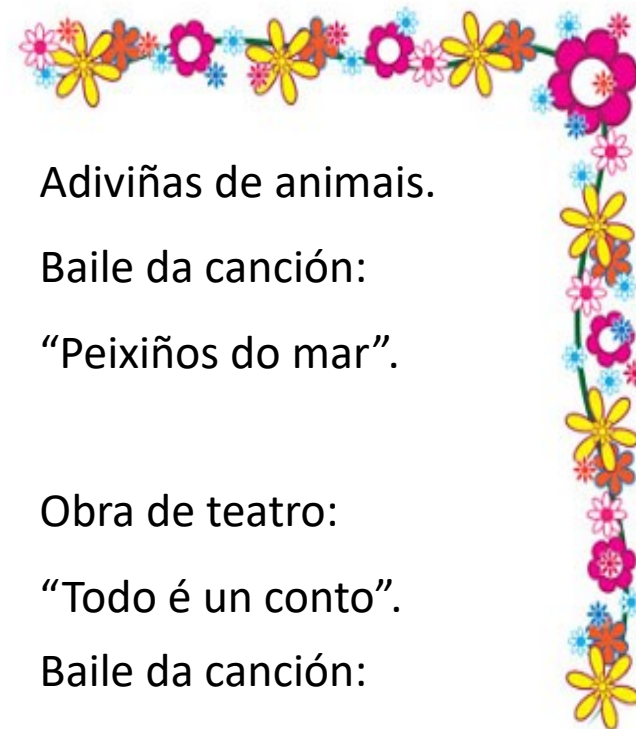 Adiviñas de animais.
Baile da canción:
“Peixiños do mar”.
Obra de teatro:
“Todo é un conto”.
Baile da canción: